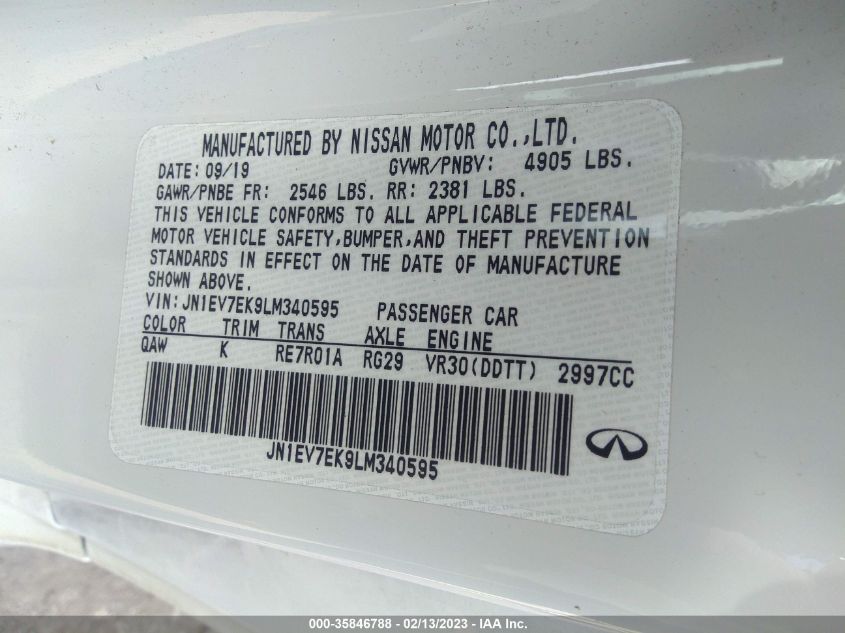 MANUFACTURED BY NISSAN MOTOR CO.,LTD.
DATE: 09/19 GVWR/PNBV: 4905 LBS.
GAWR/PNBE FR: 2546 LBS. RR: 2381 LBS.
THIS VEHICLE CONFORMS TO ALL APPLICABLE FEDERAL
MOTOR VEHICLE SAFETY,BUMPER,AND THEFT PREVENTION
STANDARDS IN EFFECT ON THE DATE OF MANUFACTURE
SHOWN ABOVE.
VIN:JN1EV7EK9LM340595 PASSENGER CAR
COLOR TRIM TRANS AXLE ENGINE
QAW K RE7R01A RG29 VR30(DDTT) 2997CC
JN1EV7EK9LM340595
000-35846788 - 02/13/2023 - IAAI.COM